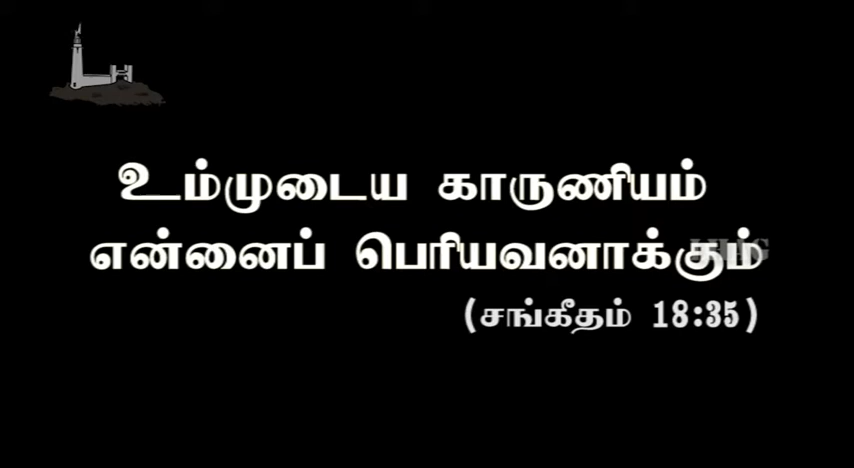 உம்முடைய காருணியம்
என்னைப் பெரியவனாக்கும்
(சங்கீதம் 18:35)